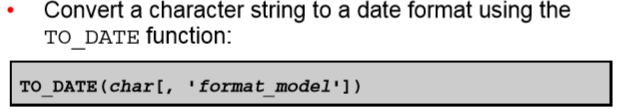 • Convert a character string to a date format using the
TO_DATE function:
TO_DATE(char[, 'format_model'])